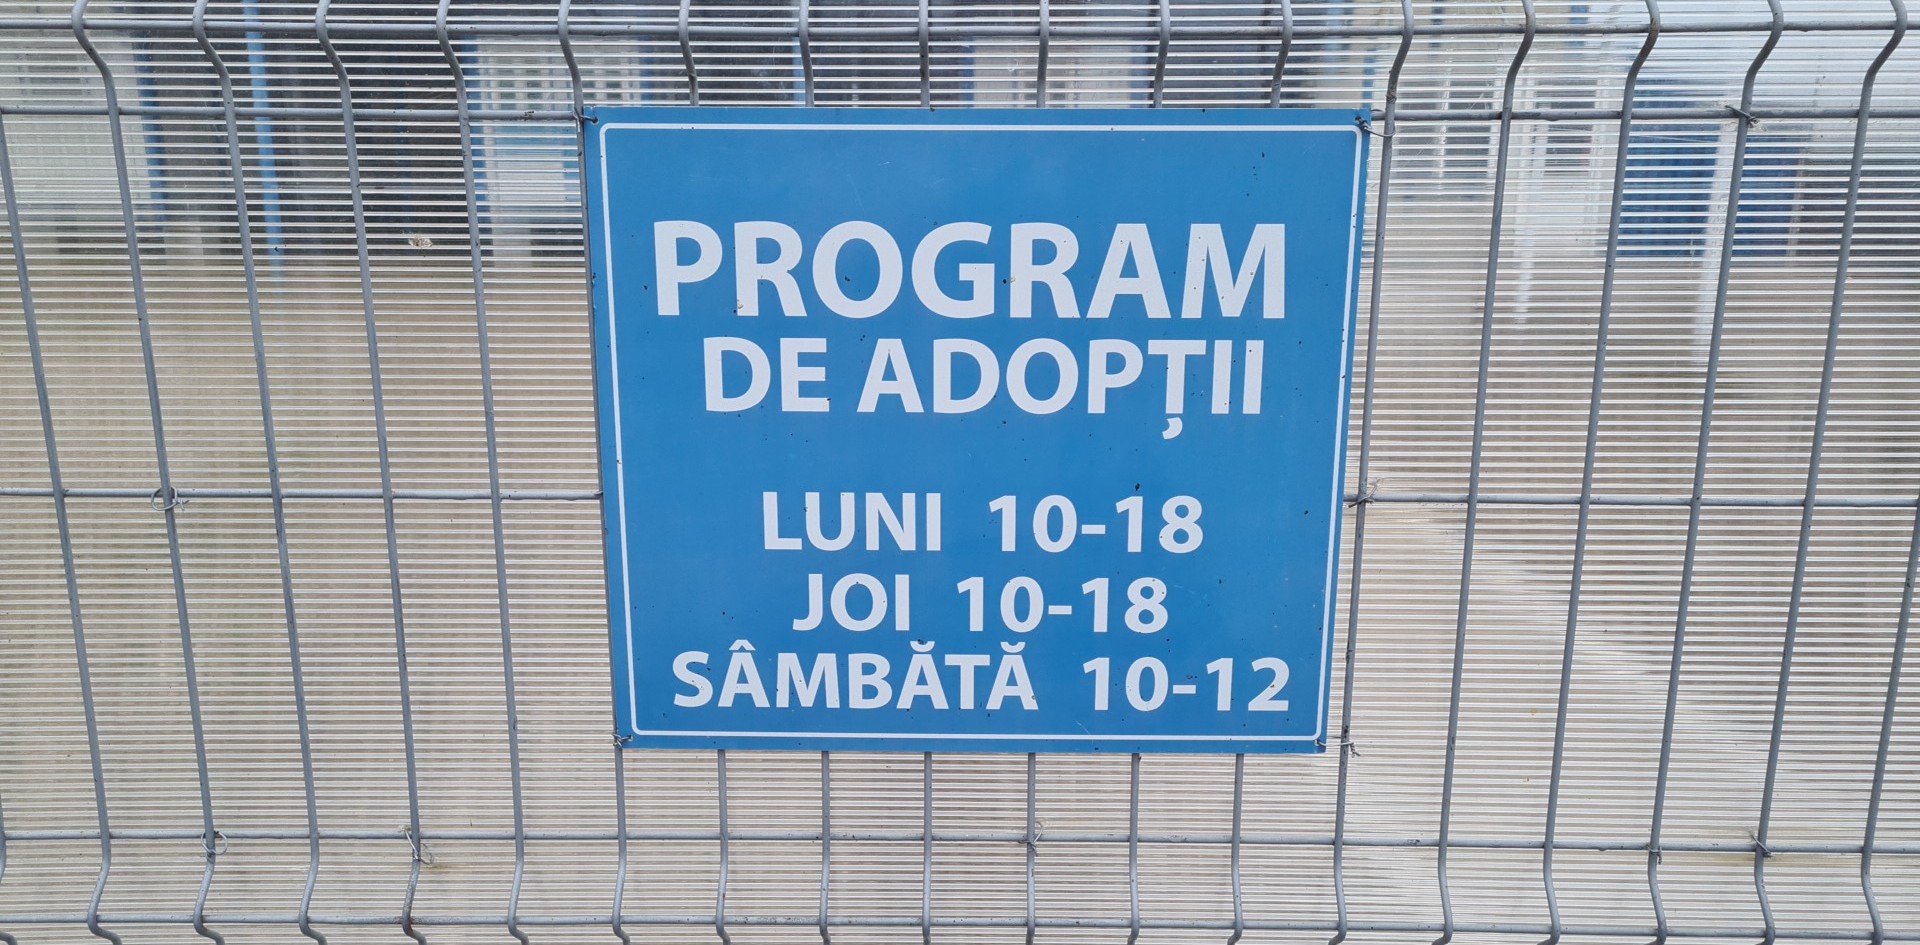 PROGRAM
DE ADOPȚII
LUNI 10-18
JOI 10-18
SÂMBĂTĂ 10-12